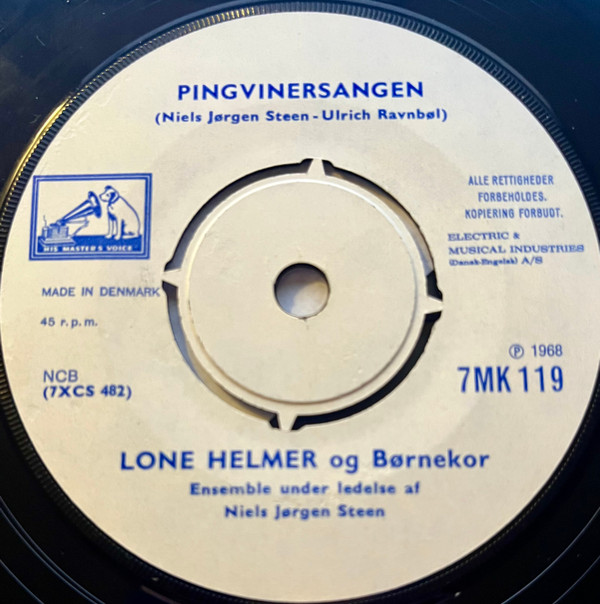 PINGVINERSANGEN
(Niels Jørgen Steen - Ulrich Ravnbøl)
HIS MASTER'S VOICE
ALLE RETTIGHEDER
FORBEHOLDES.
KOPIERING FORBUDT.
ELECTRIC &
MUSICAL INDUSTRIES
(Dansk-Engelsk) A/S
MADE IN DENMARK
45 r.p.m.
NCB
(7XCS 482)
℗ 1968
7MK 119
LONE HELMER og Børnekor
Ensemble under ledelse af
Niels Jørgen Steen